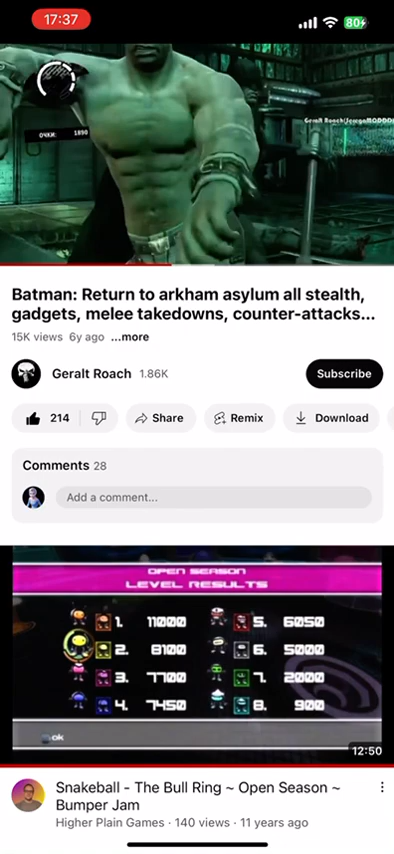 17:37
80
Geralt Roach
ОЧКИ: 1890
Batman: Return to arkham asylum all stealth,
gadgets, melee takedowns, counter-attacks...
15K views 6y ago ...more
Geralt Roach 1.86K
Subscribe
214 Share Remix Download
Comments 28
Add a comment...
OPEN SEASON
LEVEL RESULTS
1. 11000 5. 6050
2. 8100 6. 5000
3. 7700 7. 2000
4. 7450 8. 900
ok
12:50
Snakeball - The Bull Ring ~ Open Season ~
Bumper Jam
Higher Plain Games · 140 views · 11 years ago